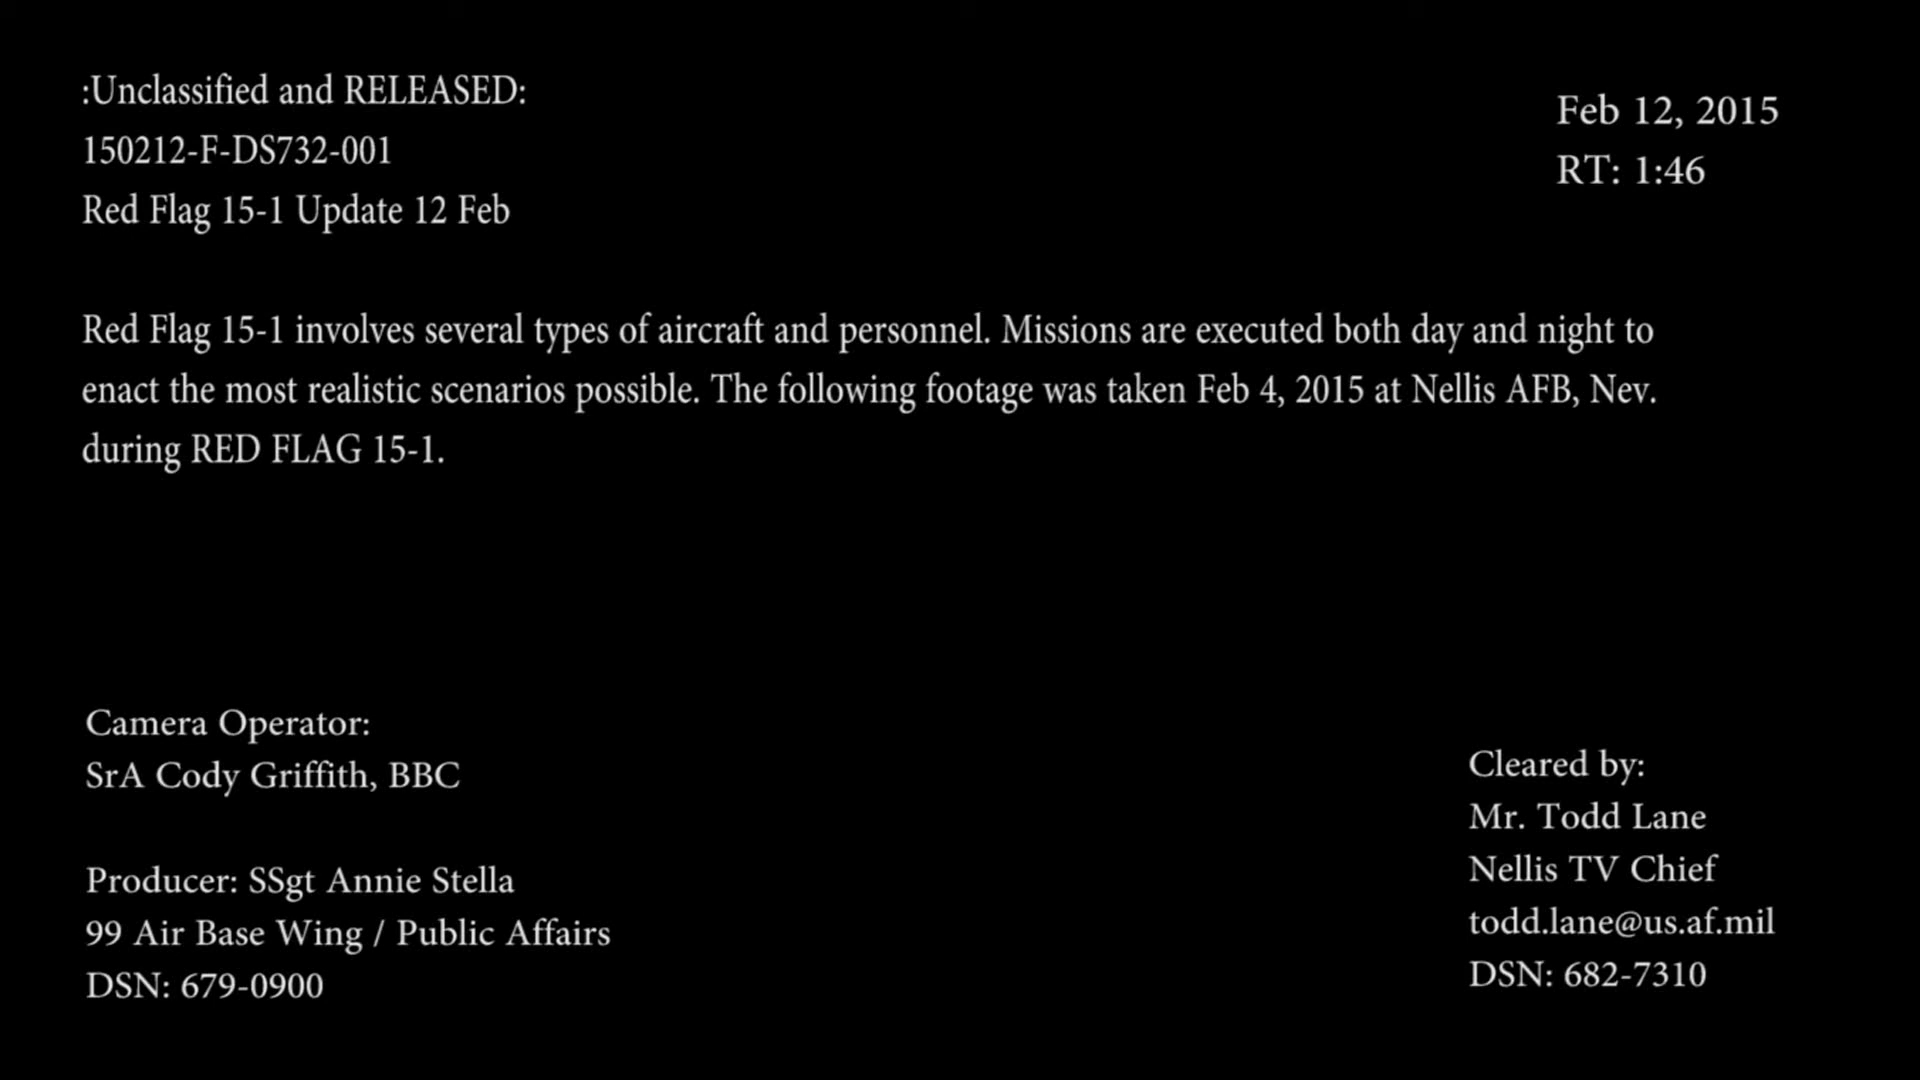 :Unclassified and RELEASED:
150212-F-DS732-001
Red Flag 15-1 Update 12 Feb
Feb 12, 2015
RT: 1:46
Red Flag 15-1 involves several types of aircraft and personnel. Missions are executed both day and night to
enact the most realistic scenarios possible. The following footage was taken Feb 4, 2015 at Nellis AFB, Nev.
during RED FLAG 15-1.
Camera Operator:
SrA Cody Griffith, BBC
Producer: SSgt Annie Stella
99 Air Base Wing / Public Affairs
DSN: 679-0900
Cleared by:
Mr. Todd Lane
Nellis TV Chief
todd.lane@us.af.mil
DSN: 682-7310